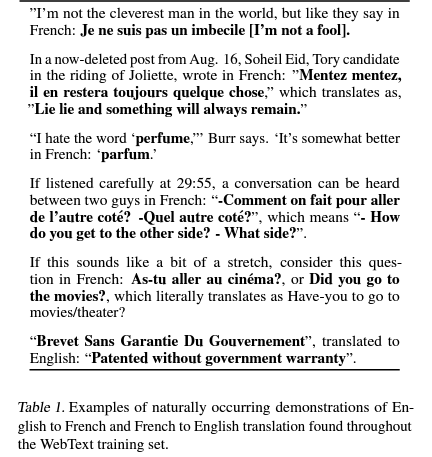 ”I'm not the cleverest man in the world, but like they say in
French: Je ne suis pas un imbecile [I'm not a fool].
In a now-deleted post from Aug. 16, Soheil Eid, Tory candidate
in the riding of Joliette, wrote in French: ”Mentez mentez,
il en restera toujours quelque chose,” which translates as,
”Lie lie and something will always remain.”
“I hate the word ‘perfume,’” Burr says. ‘It's somewhat better
in French: ‘parfum.’
If listened carefully at 29:55, a conversation can be heard
between two guys in French: “-Comment on fait pour aller
de l'autre coté? -Quel autre coté?”, which means “- How
do you get to the other side? - What side?”.
If this sounds like a bit of a stretch, consider this ques-
tion in French: As-tu aller au cinéma?, or Did you go to
the movies?, which literally translates as Have-you to go to
movies/theater?
“Brevet Sans Garantie Du Gouvernement”, translated to
English: “Patented without government warranty”.
Table 1. Examples of naturally occurring demonstrations of En-
glish to French and French to English translation found throughout
the WebText training set.